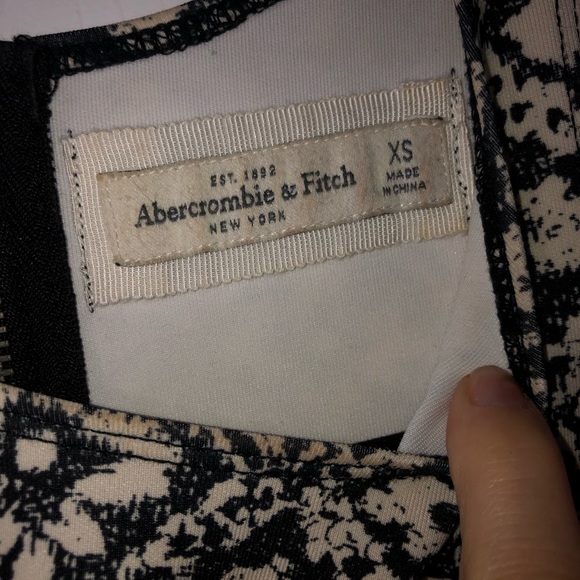 EST. 1892
Abercrombie & Fitch
NEW YORK
XS
MADE
IN CHINA